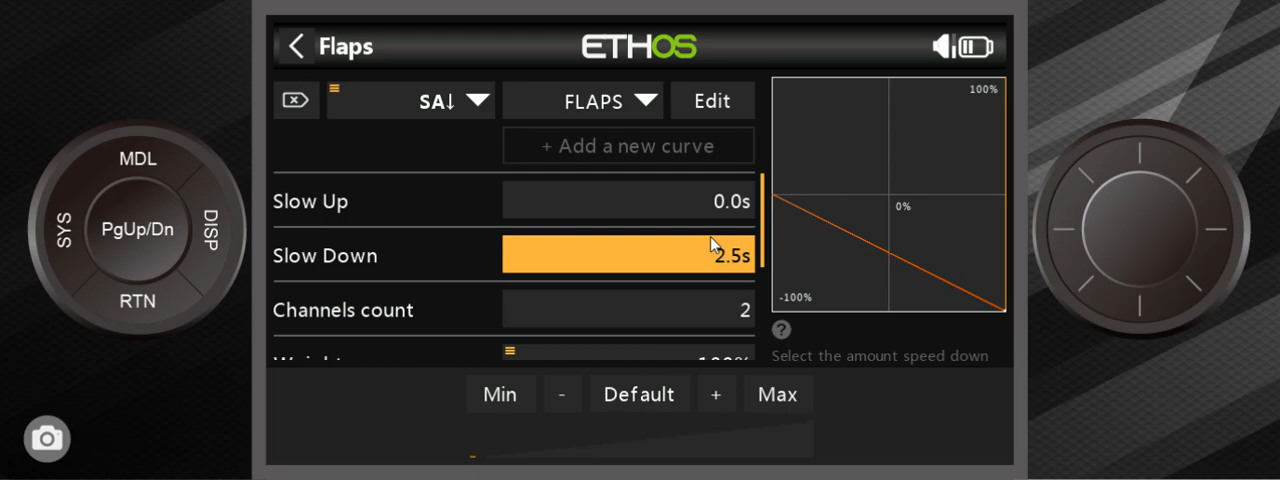 Flaps
ETHOS
SA↓
FLAPS
Edit
+ Add a new curve
Slow Up
0.0s
Slow Down
2.5s
Channels count
2
100%
0%
-100%
?
Select the amount speed down
Min
-
Default
+
Max
MDL
SYS
PgUp/Dn
DISP
RTN